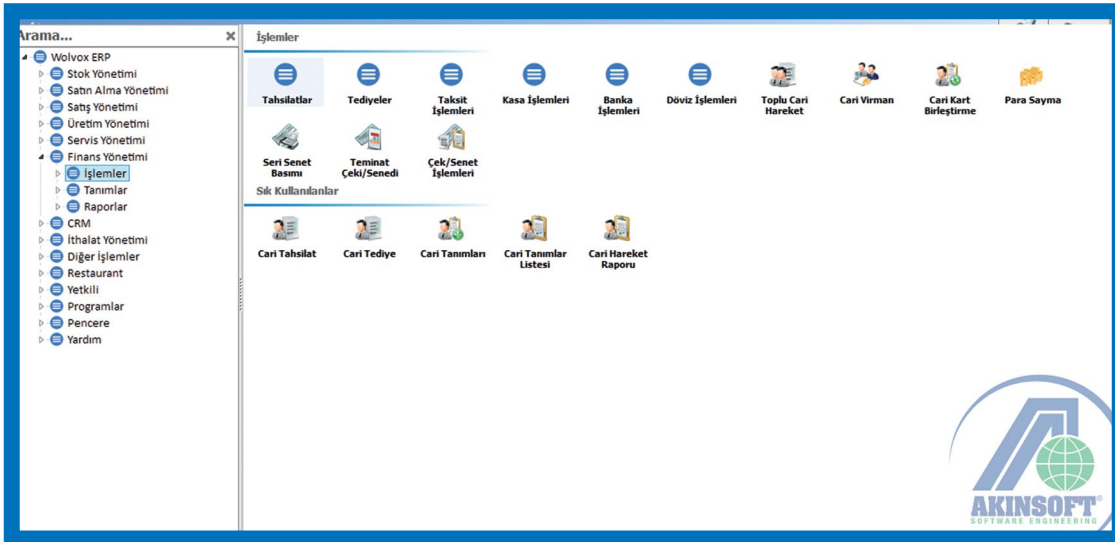 Arama...
Wolvox ERP
Stok Yönetimi
Satın Alma Yönetimi
Satış Yönetimi
Üretim Yönetimi
Servis Yönetimi
Finans Yönetimi
İşlemler
Tanımlar
Raporlar
CRM
İthalat Yönetimi
Diğer İşlemler
Restaurant
Yetkili
Programlar
Pencere
Yardım
İşlemler
Tahsilatlar
Tediyeler
Taksit
İşlemleri
Kasa İşlemleri
Banka
İşlemleri
Döviz İşlemleri
Toplu Cari
Hareket
Cari Virman
Cari Kart
Birleştirme
Para Sayma
Seri Senet
Basımı
Teminat
Çeki/Senedi
Çek/Senet
İşlemleri
Sık Kullanılanlar
Cari Tahsilat
Cari Tediye
Cari Tanımları
Cari Tanımlar
Listesi
Cari Hareket
Raporu
AKINSOFT®
SOFTWARE ENGINEERING